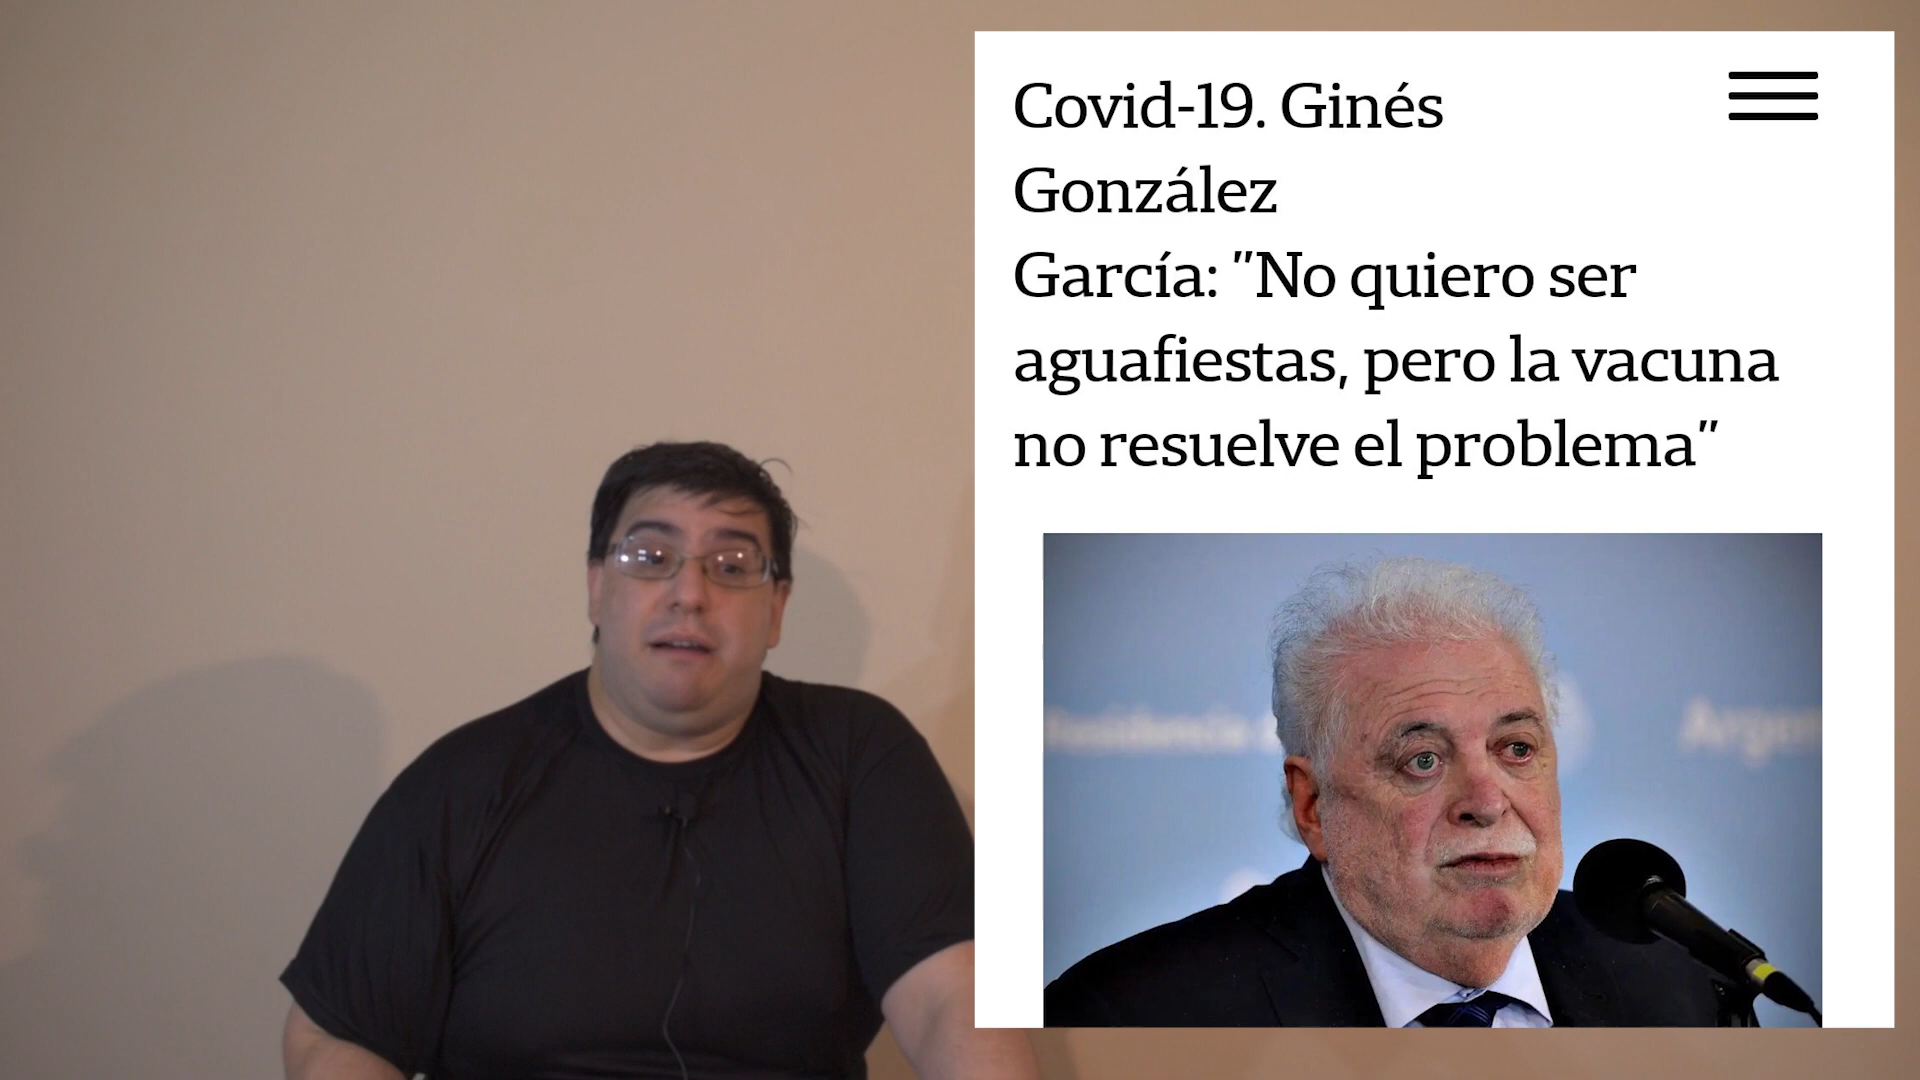 Covid-19. Ginés
González
García: "No quiero ser
aguafiestas, pero la vacuna
no resuelve el problema"